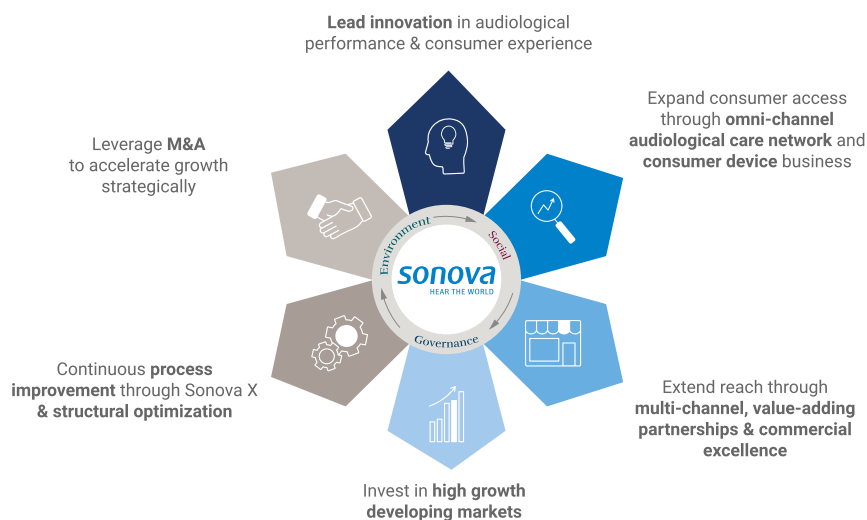 Lead innovation in audiological
performance & consumer experience
Expand consumer access
through omni-channel
audiological care network and
consumer device business
Leverage M&A
to accelerate growth
strategically
Environment
Social
sonova
HEAR THE WORLD
Governance
Continuous process
improvement through Sonova X
& structural optimization
Extend reach through
multi-channel, value-adding
partnerships & commercial
excellence
Invest in high growth
developing markets